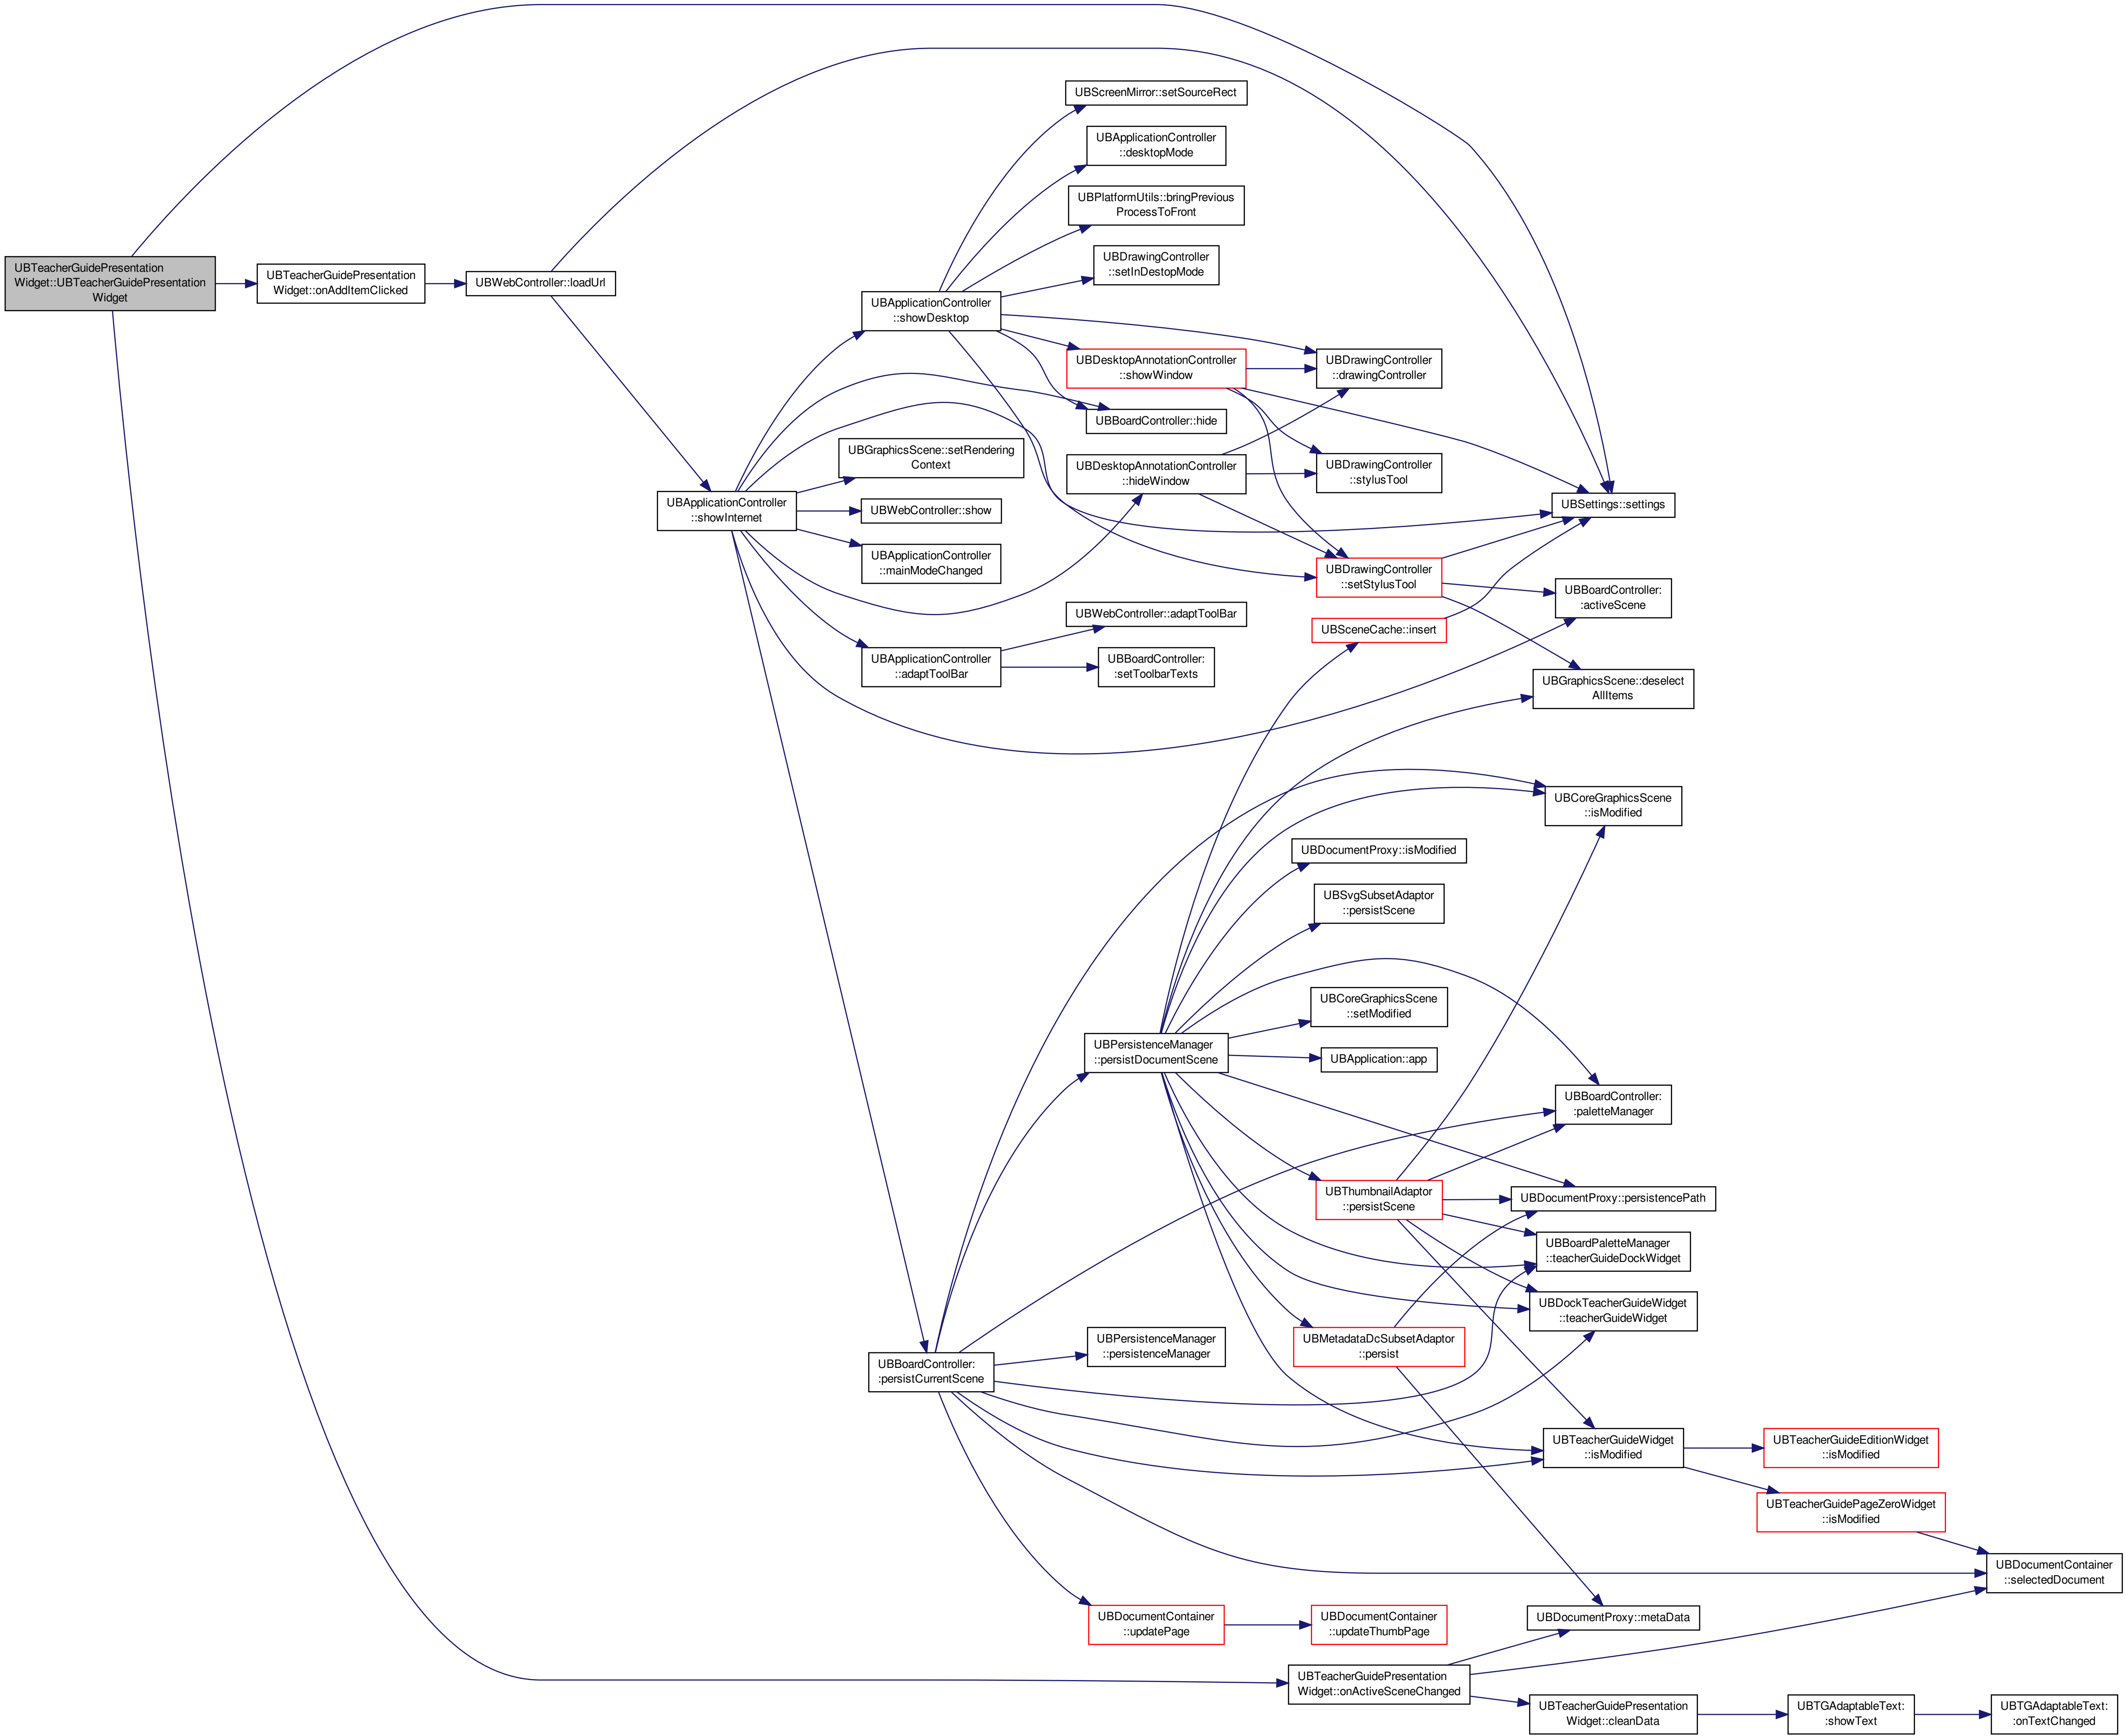 UBTeacherGuidePresentation
Widget::UBTeacherGuidePresentation
Widget
UBTeacherGuidePresentation
Widget::onAddItemClicked
UBWebController::loadUrl
UBApplicationController
::showInternet
UBApplicationController
::showDesktop
UBGraphicsScene::setRendering
Context
UBWebController::show
UBApplicationController
::mainModeChanged
UBApplicationController
::adaptToolBar
UBBoardController:
:persistCurrentScene
UBScreenMirror::setSourceRect
UBApplicationController
::desktopMode
UBPlatformUtils::bringPrevious
ProcessToFront
UBDrawingController
::setInDestopMode
UBDesktopAnnotationController
::showWindow
UBBoardController::hide
UBDesktopAnnotationController
::hideWindow
UBWebController::adaptToolBar
UBBoardController:
:setToolbarTexts
UBPersistenceManager
::persistDocumentScene
UBPersistenceManager
::persistenceManager
UBDocumentContainer
::updatePage
UBDrawingController
::drawingController
UBDrawingController
::stylusTool
UBDrawingController
::setStylusTool
UBSceneCache::insert
UBDocumentProxy::isModified
UBSvgSubsetAdaptor
::persistScene
UBCoreGraphicsScene
::setModified
UBApplication::app
UBThumbnailAdaptor
::persistScene
UBMetadataDcSubsetAdaptor
::persist
UBDocumentContainer
::updateThumbPage
UBTeacherGuidePresentation
Widget::onActiveSceneChanged
UBSettings::settings
UBBoardController:
:activeScene
UBGraphicsScene::deselect
AllItems
UBCoreGraphicsScene
::isModified
UBBoardController:
:paletteManager
UBDocumentProxy::persistencePath
UBBoardPaletteManager
::teacherGuideDockWidget
UBDockTeacherGuideWidget
::teacherGuideWidget
UBTeacherGuideWidget
::isModified
UBDocumentProxy::metaData
UBTeacherGuidePresentation
Widget::cleanData
UBTeacherGuideEditionWidget
::isModified
UBTeacherGuidePageZeroWidget
::isModified
UBTGAdaptableText:
:showText
UBDocumentContainer
::selectedDocument
UBTGAdaptableText:
:onTextChanged